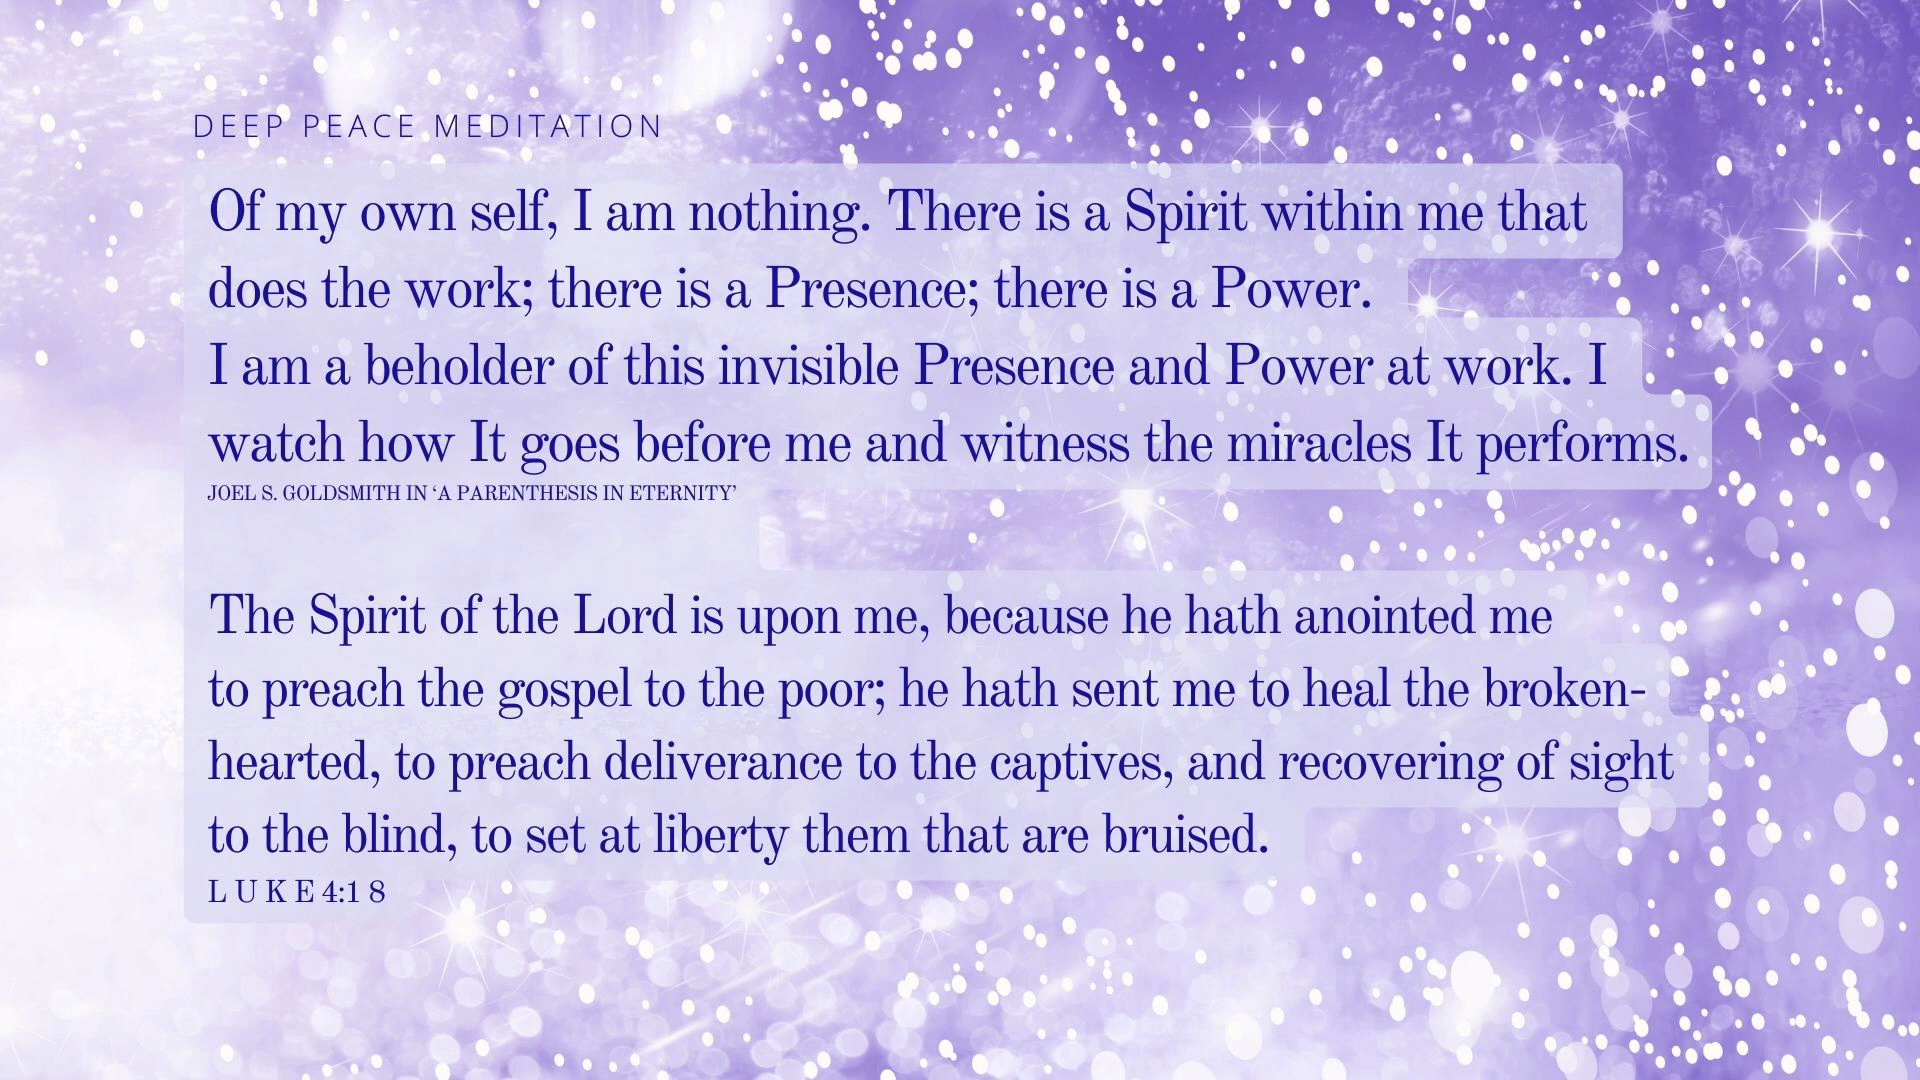 DEEP PEACE MEDITATION
Of my own self, I am nothing. There is a Spirit within me that
does the work; there is a Presence; there is a Power.
I am a beholder of this invisible Presence and Power at work. I
watch how It goes before me and witness the miracles It performs.
JOEL S. GOLDSMITH IN ‘A PARENTHESIS IN ETERNITY’
The Spirit of the Lord is upon me, because he hath anointed me
to preach the gospel to the poor; he hath sent me to heal the broken-
hearted, to preach deliverance to the captives, and recovering of sight
to the blind, to set at liberty them that are bruised.
LUKE 4:18